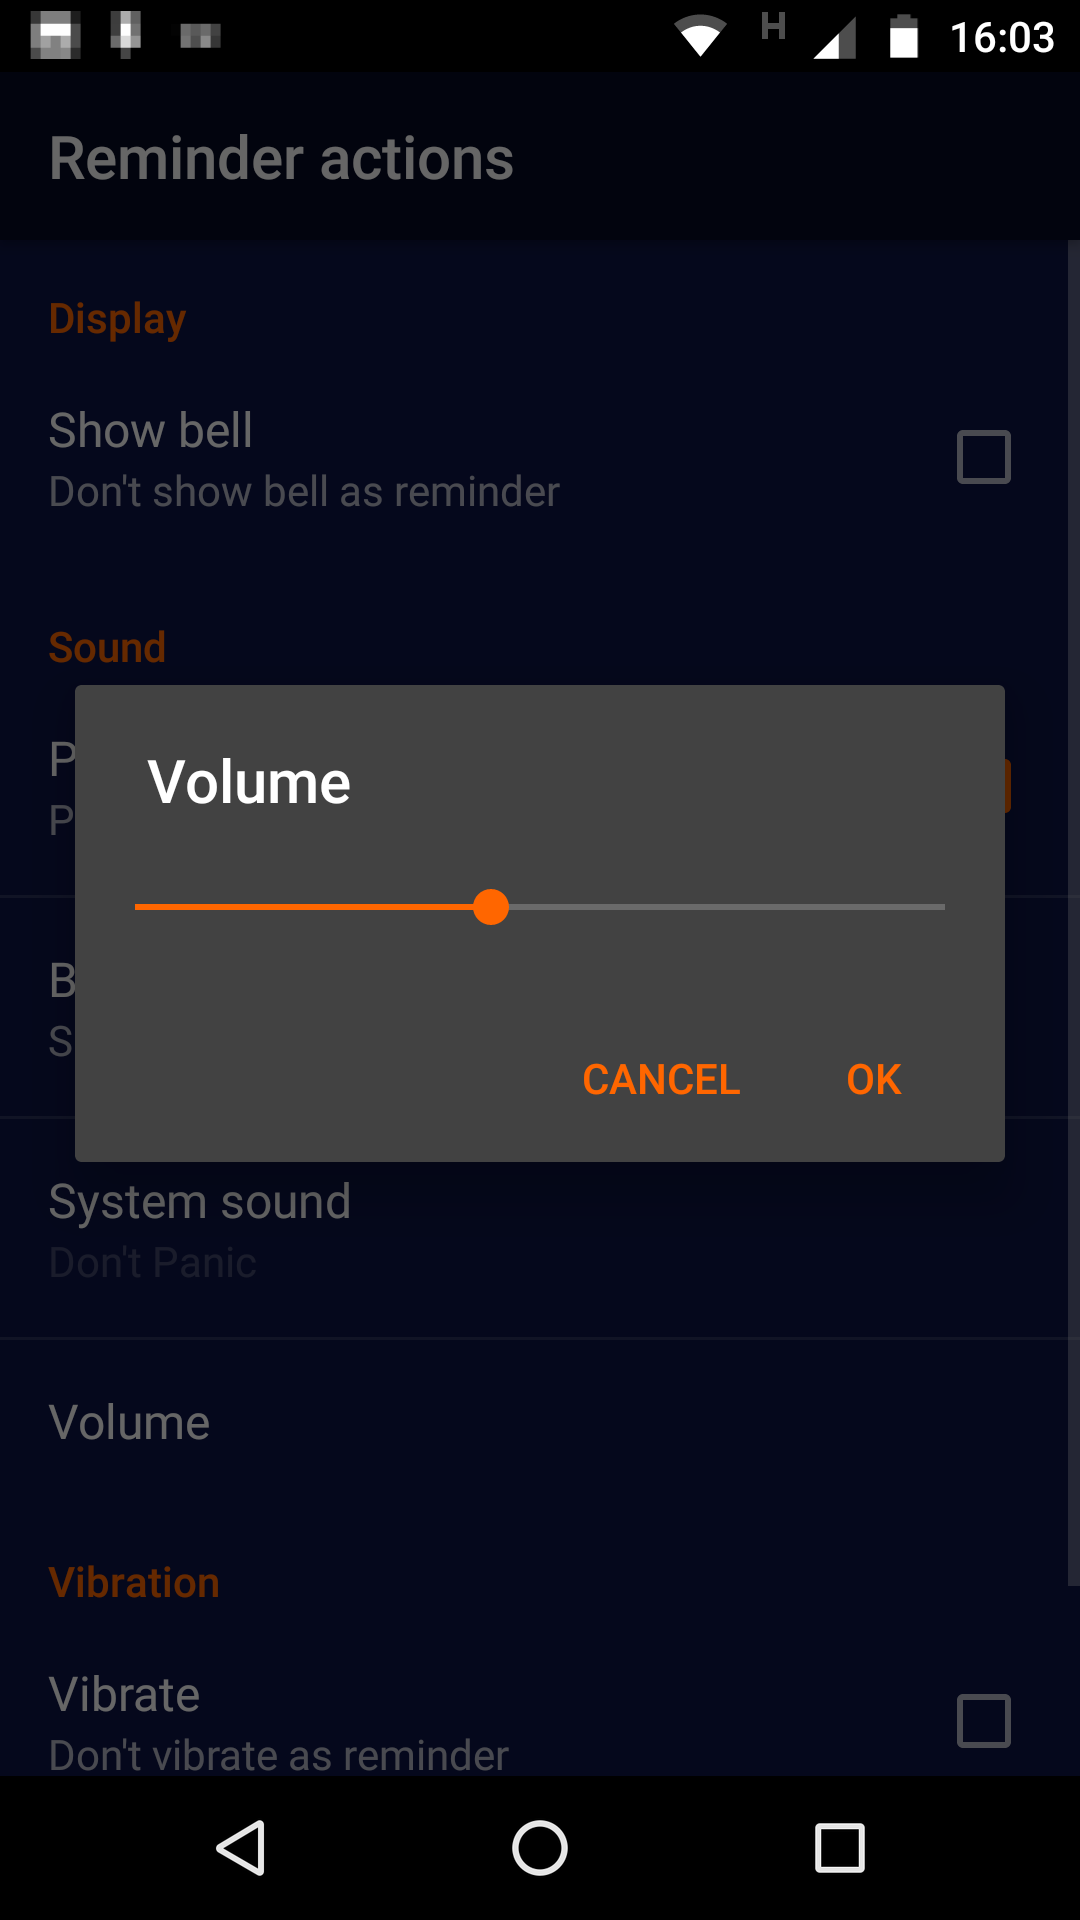 H 16:03
Reminder actions
Display
Show bell
Don't show bell as reminder
Sound
P
P
Volume
B
S
CANCEL OK
System sound
Don't Panic
Volume
Vibration
Vibrate
Don't vibrate as reminder